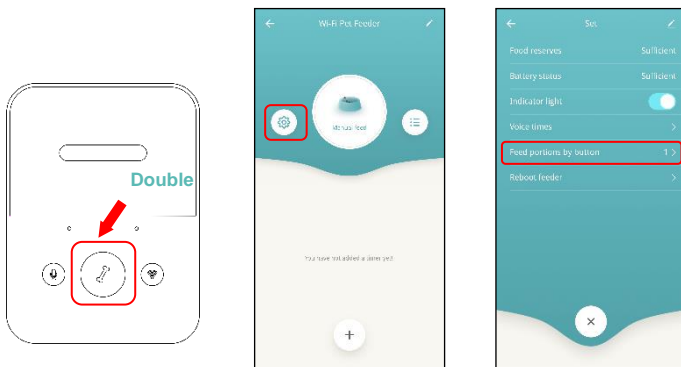 Double
Wi-Fi Pet Feeder
Manual feed
You have not added a timer yet!
Set
Food reserves Sufficient
Battery status Sufficient
Indicator light
Voice times
Feed portions by button 1
Reboot feeder